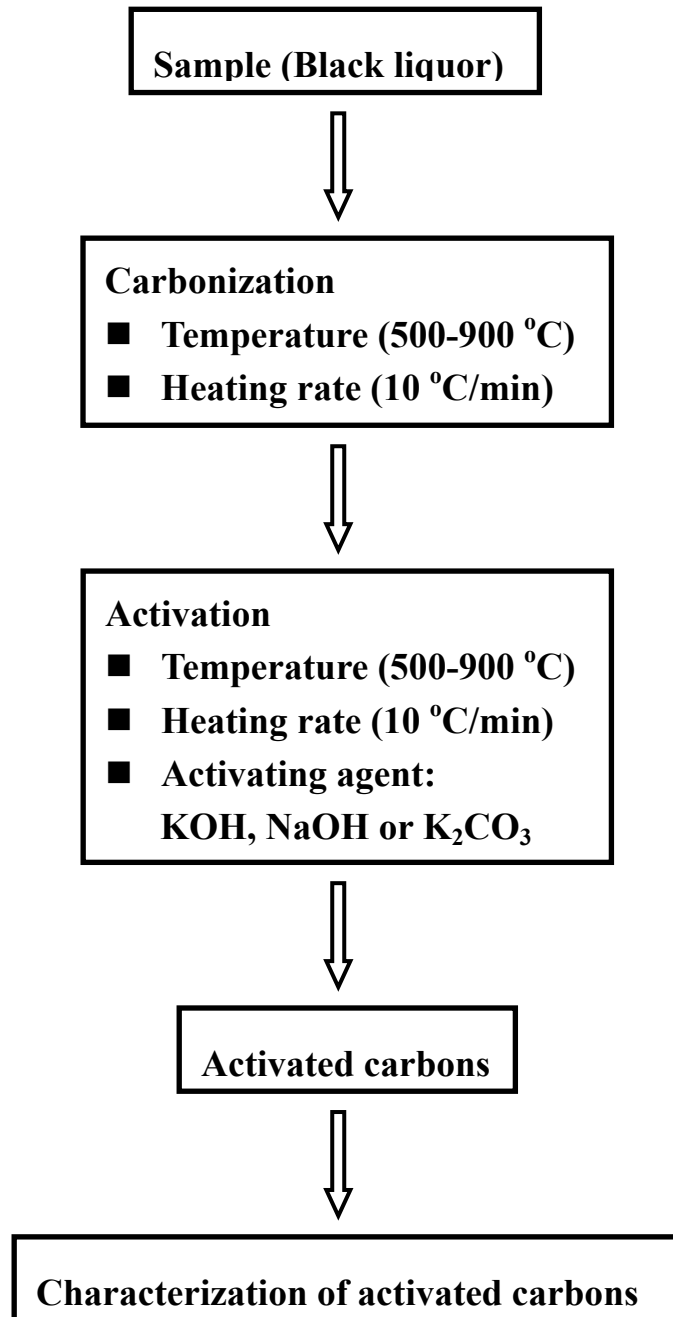 Sample (Black liquor)
Carbonization
■ Temperature (500-900 °C)
■ Heating rate (10 °C/min)
Activation
■ Temperature (500-900 °C)
■ Heating rate (10 °C/min)
■ Activating agent:
KOH, NaOH or K₂CO₃
Activated carbons
Characterization of activated carbons